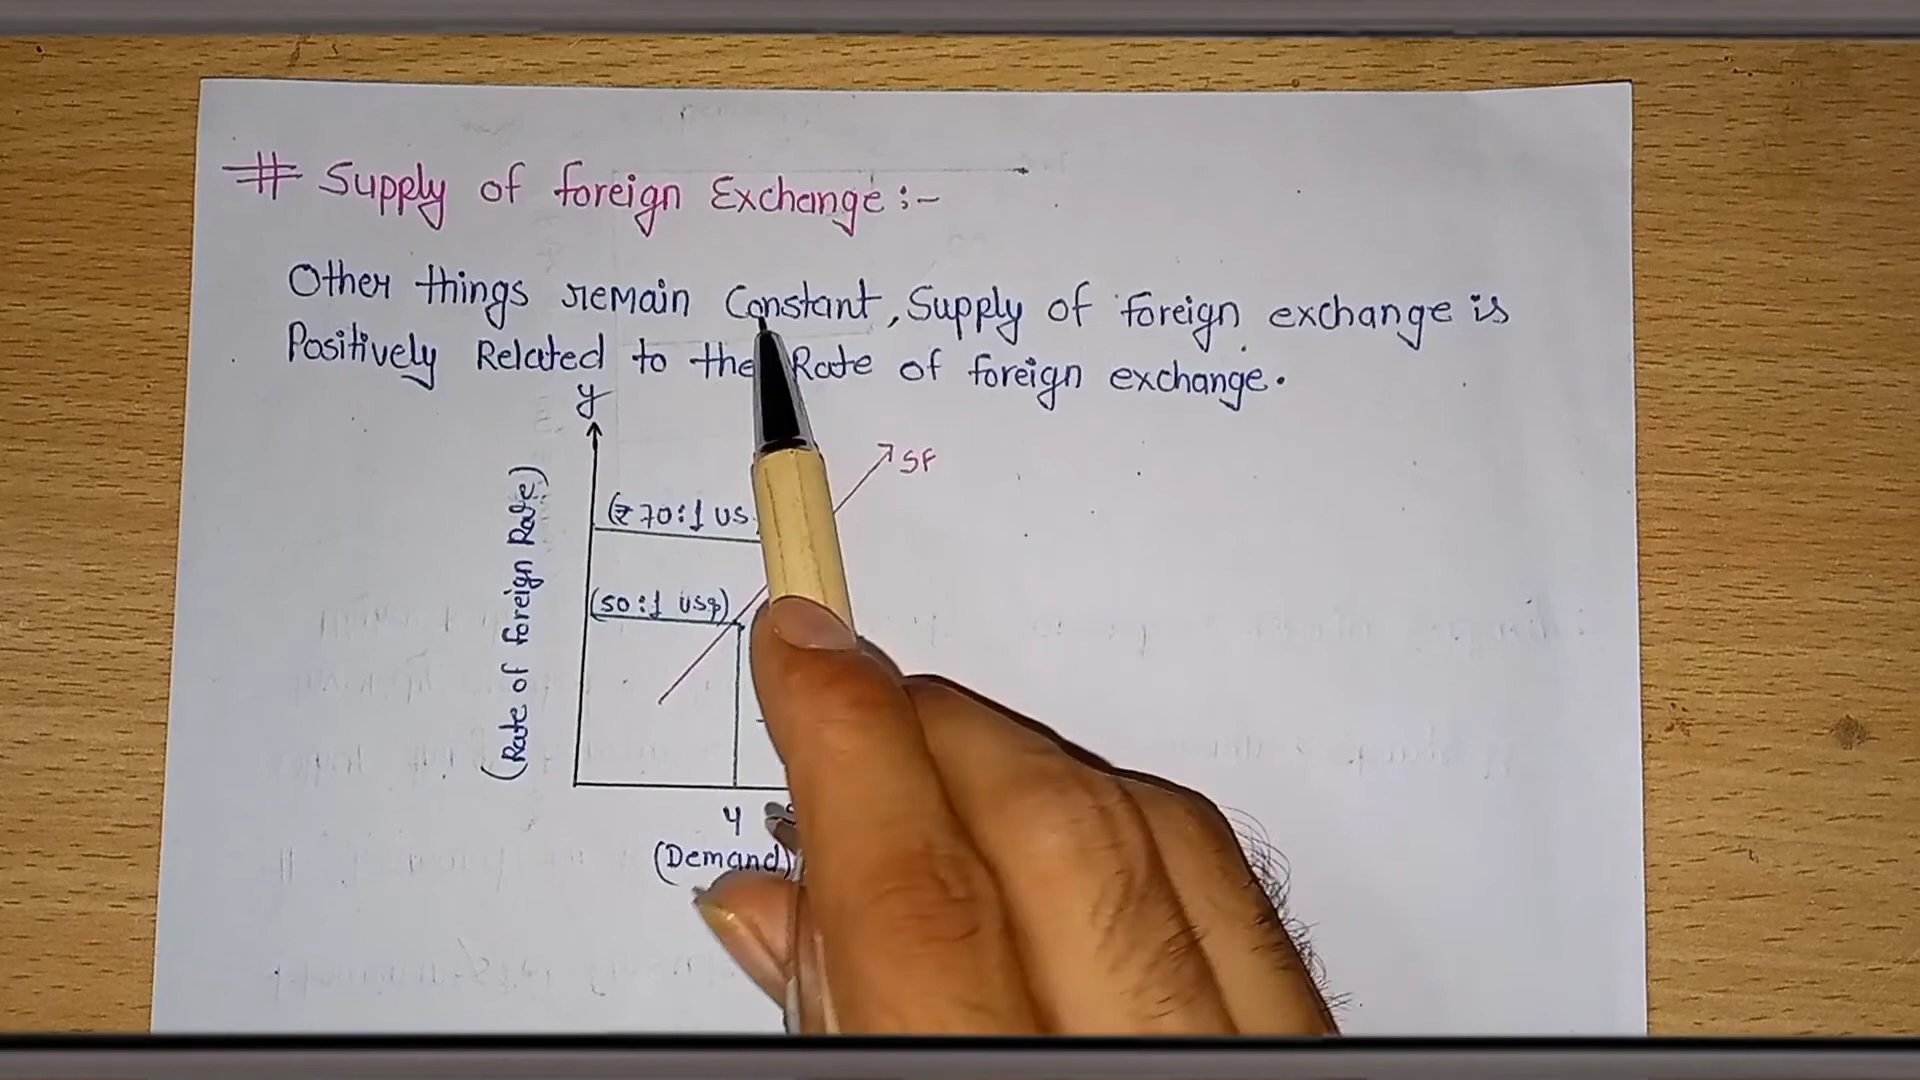 # Supply of foreign Exchange:-
Other things remain Constant, Supply of foreign exchange is
Positively Related to the Rate of foreign exchange.
y
SF
(₹ 70:1 US
(50:1 US$)
(Rate of foreign Rate)
4
(Demand)